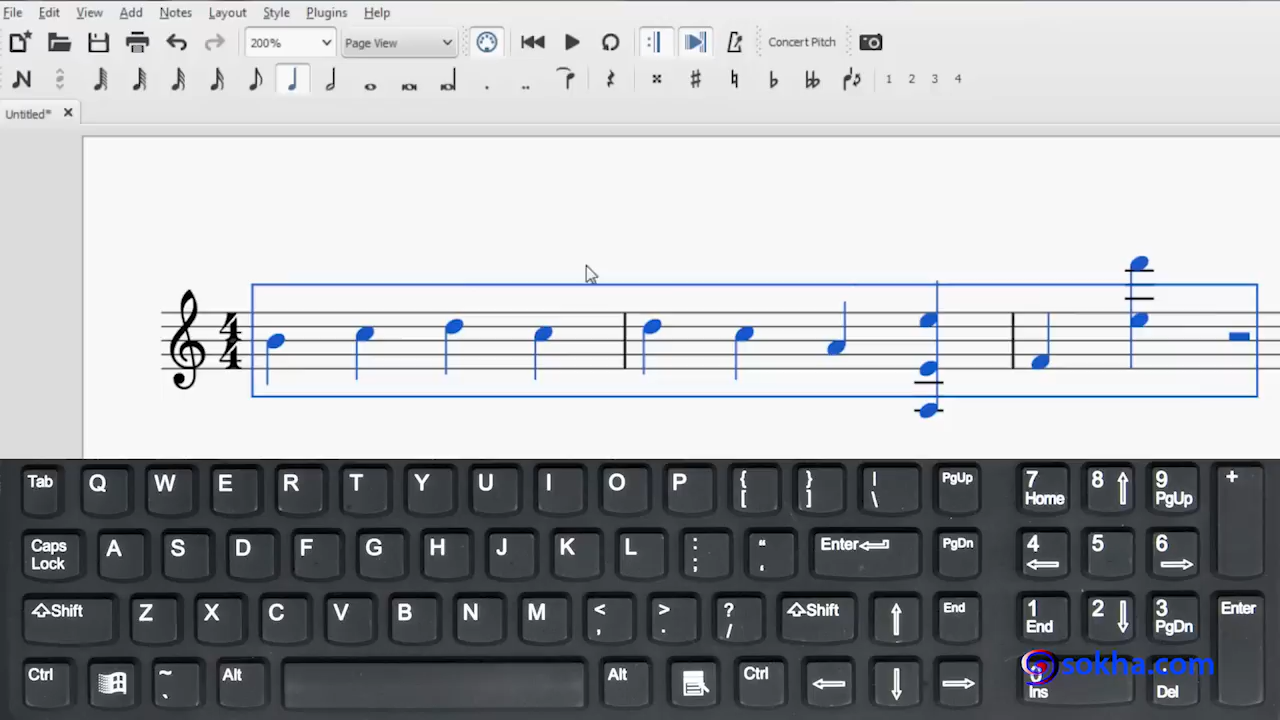 File Edit View Add Notes Layout Style Plugins Help
200% Page View Concert Pitch
1 2 3 4
Untitled*
4
4
Tab Q W E R T Y U I O P { [ } ] | \ PgUp 7 Home 8 9 PgUp +
Caps Lock A S D F G H J K L : ; “ ‘ Enter PgDn 4 5 6
Shift Z X C V B N M < , > . ? / Shift End 1 End 2 3 PgDn Enter
Ctrl Alt ~ Alt Ctrl Ins Del
sokha.com